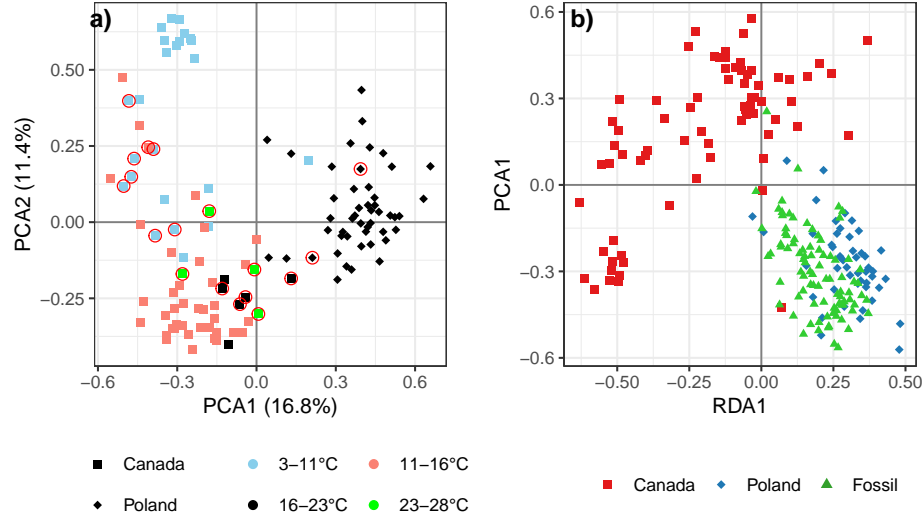 a)
PCA2 (11.4%)
0.50
0.25
0.00
−0.25
−0.6
−0.3
0.0
0.3
0.6
PCA1 (16.8%)
Canada
3−11°C
11−16°C
Poland
16−23°C
23−28°C
b)
PCA1
0.6
0.3
0.0
−0.3
−0.6
−0.50
−0.25
0.00
0.25
0.50
RDA1
Canada
Poland
Fossil